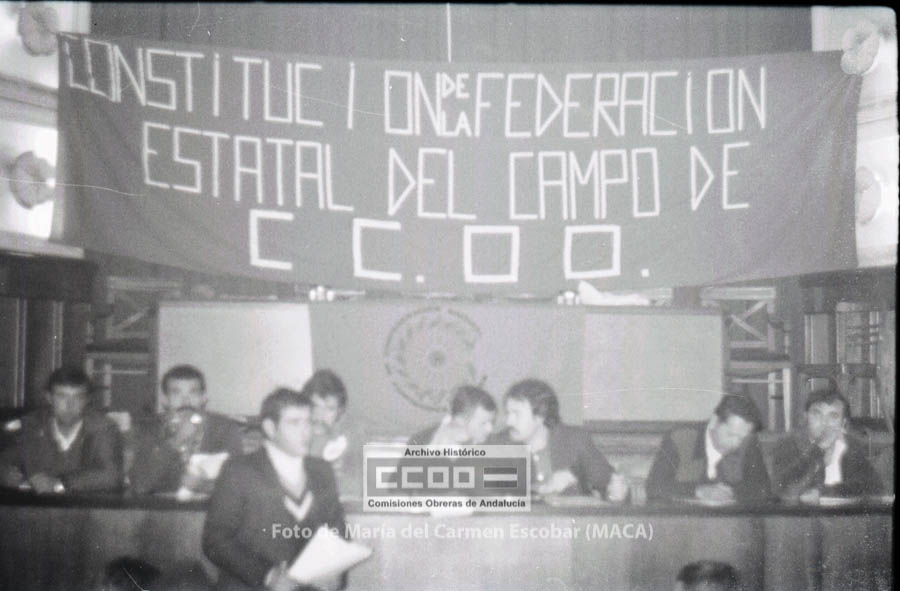 CONSTITUCION DE LA FEDERACION
ESTATAL DEL CAMPO DE
C C. O O.
Archivo Histórico
CCOO
Comisiones Obreras de Andalucía
Foto de María del Carmen Escobar (MACA)